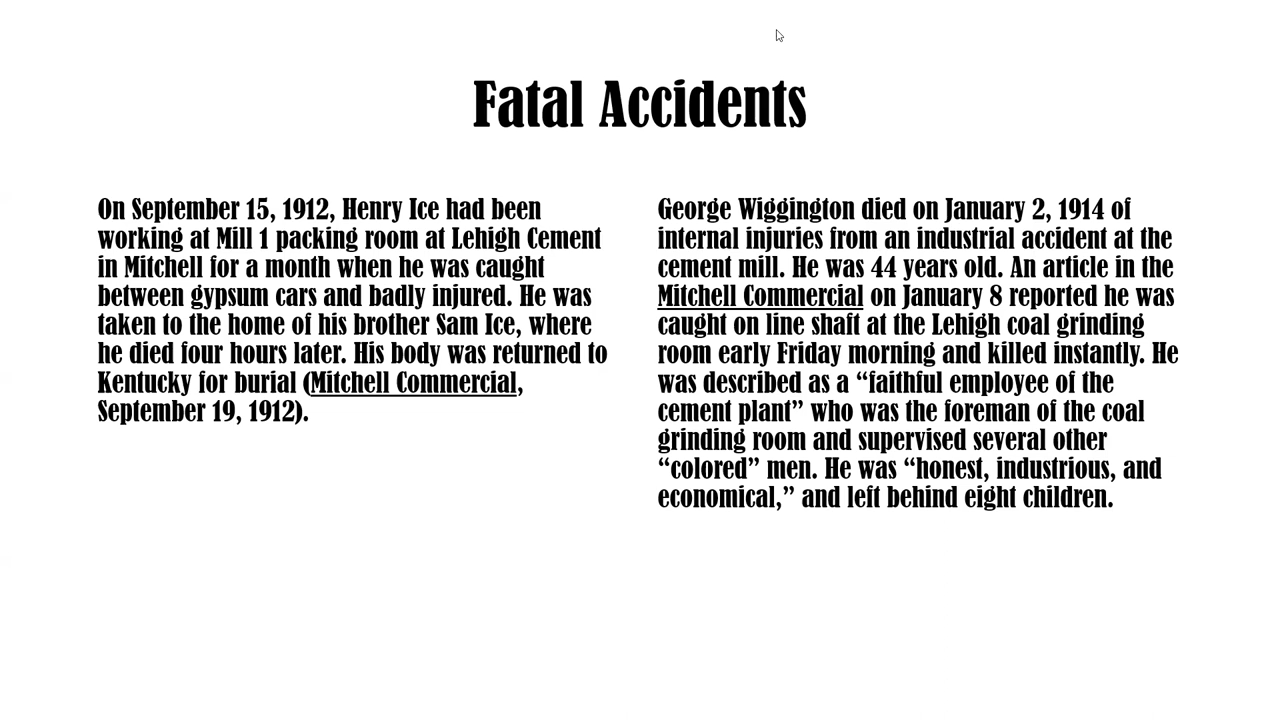 Fatal Accidents
On September 15, 1912, Henry Ice had been
working at Mill 1 packing room at Lehigh Cement
in Mitchell for a month when he was caught
between gypsum cars and badly injured. He was
taken to the home of his brother Sam Ice, where
he died four hours later. His body was returned to
Kentucky for burial (Mitchell Commercial,
September 19, 1912).
George Wiggington died on January 2, 1914 of
internal injuries from an industrial accident at the
cement mill. He was 44 years old. An article in the
Mitchell Commercial on January 8 reported he was
caught on line shaft at the Lehigh coal grinding
room early Friday morning and killed instantly. He
was described as a “faithful employee of the
cement plant” who was the foreman of the coal
grinding room and supervised several other
“colored” men. He was “honest, industrious, and
economical,” and left behind eight children.